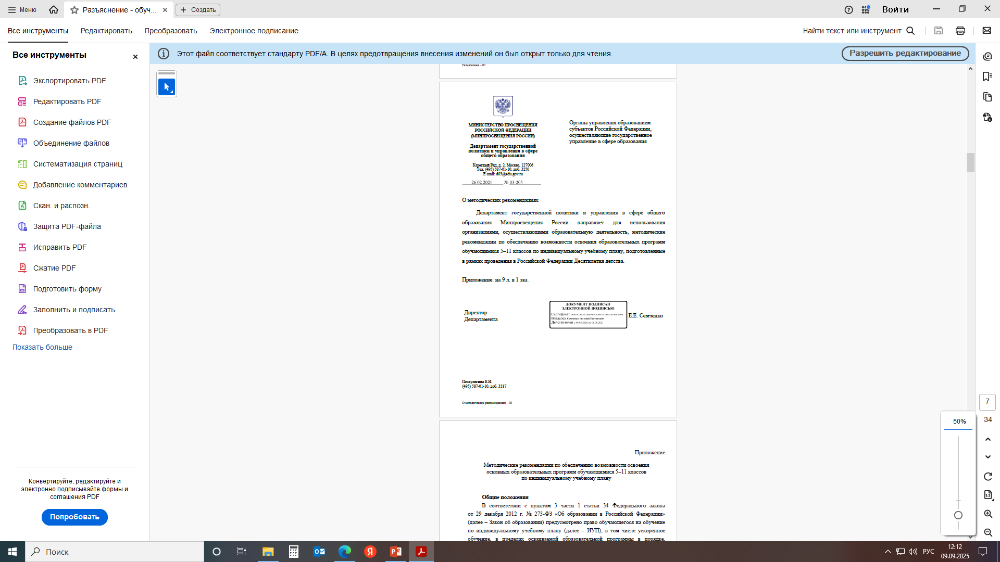 Меню
Разъяснение - обуч...
Создать
Войти
Все инструменты
Редактировать
Преобразовать
Электронное подписание
Найти текст или инструмент
Все инструменты
Экспортировать PDF
Редактировать PDF
Создание файлов PDF
Объединение файлов
Систематизация страниц
Добавление комментариев
Скан. и распозн.
Защита PDF-файла
Исправить PDF
Сжатие PDF
Подготовить форму
Заполнить и подписать
Преобразовать в PDF
Показать больше
Конвертируйте, редактируйте и
электронно подписывайте формы и
соглашения PDF
Попробовать
Этот файл соответствует стандарту PDF/A. В целях предотвращения внесения изменений он был открыт только для чтения.
Разрешить редактирование
Разъяснения – 07
МИНИСТЕРСТВО ПРОСВЕЩЕНИЯ
РОССИЙСКОЙ ФЕДЕРАЦИИ
(МИНПРОСВЕЩЕНИЯ РОССИИ)
Департамент государственной
политики и управления в сфере
общего образования
Каретный Ряд, д. 2, Москва, 127006
Тел. (495) 587-01-10, доб. 3250
E-mail: d03@edu.gov.ru
26.02.2021 № 03-205
Органы управления образованием
субъектов Российской Федерации,
осуществляющие государственное
управление в сфере образования
О методических рекомендациях
Департамент государственной политики и управления в сфере общего
образования Минпросвещения России направляет для использования
организациями, осуществляющими образовательную деятельность, методические
рекомендации по обеспечению возможности освоения образовательных программ
обучающимися 5–11 классов по индивидуальному учебному плану, подготовленные
в рамках проведения в Российской Федерации Десятилетия детства.
Приложение: на 9 л. в 1 экз.
Директор
Департамента
ДОКУМЕНТ ПОДПИСАН
ЭЛЕКТРОННОЙ ПОДПИСЬЮ
Сертификат
Владелец Семченко Евгений Евгеньевич
Действителен с 06.05.2020 по 06.08.2021
Е.Е. Семченко
Постульгина Е.И.
(495) 587-01-10, доб. 3317
О методических рекомендациях – 03
Приложение
Методические рекомендации по обеспечению возможности освоения
основных образовательных программ обучающимися 5–11 классов
по индивидуальному учебному плану
Общие положения
В соответствии с пунктом 3 части 1 статьи 34 Федерального закона
от 29 декабря 2012 г. № 273-ФЗ «Об образовании в Российской Федерации»
(далее – Закон об образовании) предусмотрено право обучающегося на обучение
по индивидуальному учебному плану (далее – ИУП), в том числе ускоренное
обучение, в пределах осваиваемой образовательной программы в порядке,
7
34
50%
1:1
Поиск
РУС
12:12
09.09.2025